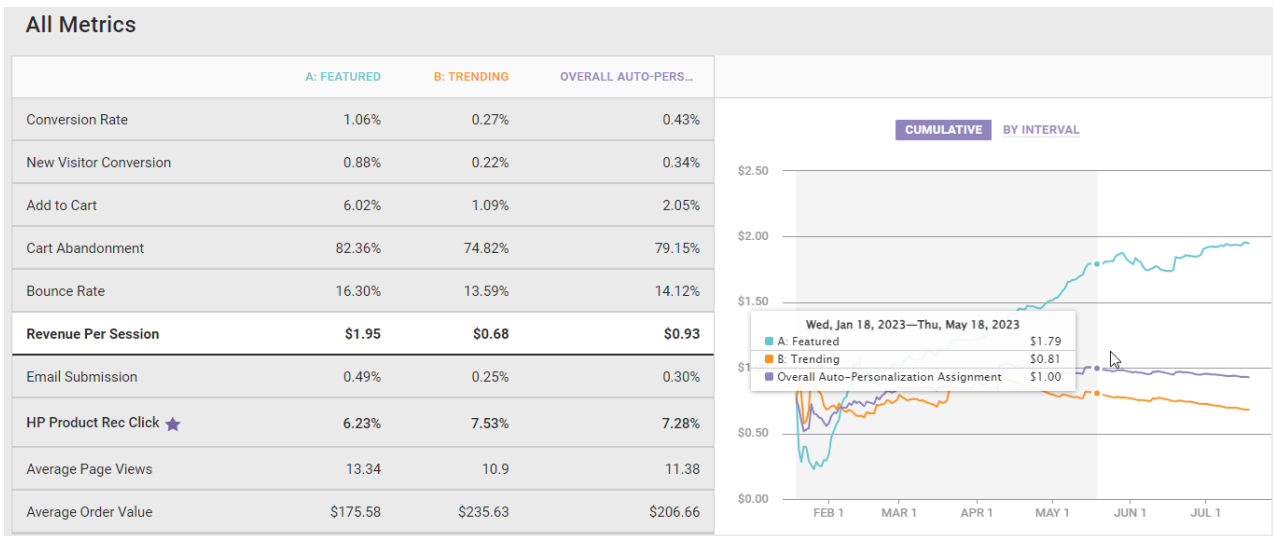 All Metrics
A: FEATURED B: TRENDING OVERALL AUTO-PERS...
Conversion Rate 1.06% 0.27% 0.43%
New Visitor Conversion 0.88% 0.22% 0.34%
Add to Cart 6.02% 1.09% 2.05%
Cart Abandonment 82.36% 74.82% 79.15%
Bounce Rate 16.30% 13.59% 14.12%
Revenue Per Session $1.95 $0.68 $0.93
Email Submission 0.49% 0.25% 0.30%
HP Product Rec Click 6.23% 7.53% 7.28%
Average Page Views 13.34 10.9 11.38
Average Order Value $175.58 $235.63 $206.66
CUMULATIVE BY INTERVAL
$2.50
$2.00
$1.50
Wed, Jan 18, 2023—Thu, May 18, 2023
A: Featured $1.79
B: Trending $0.81
$1
Overall Auto-Personalization Assignment $1.00
$0.50
$0.00
FEB 1 MAR 1 APR 1 MAY 1 JUN 1 JUL 1